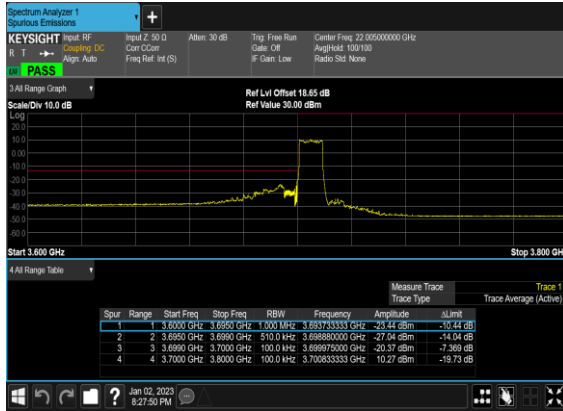 Spectrum Analyzer 1
Spurious Emissions
+
KEYSIGHT Input: RF Input Z: 50 Ω Atten: 30 dB Trig: Free Run Center Freq: 22.005000000 GHz
R T Coupling: DC Corr CCorr Gate: Off Avg|Hold: 100/100
Align: Auto Freq Ref: Int (S) IF Gain: Low Radio Std: None
PASS
3 All Range Graph Ref Lvl Offset 18.65 dB
Scale/Div 10.0 dB Ref Value 30.00 dBm
Log
20.0
10.0
0.00
-10.0
-20.0
-30.0
-40.0
-50.0
-60.0
Start 3.600 GHz Stop 3.800 GH
4 All Range Table
Measure Trace Trace 1
Trace Type Trace Average (Active)
Spur Range Start Freq Stop Freq RBW Frequency Amplitude ΔLimit
1 1 3.6000 GHz 3.6950 GHz 1.000 MHz 3.693733333 GHz -23.44 dBm -10.44 dB
2 2 3.6950 GHz 3.6990 GHz 510.0 kHz 3.698880000 GHz -27.04 dBm -14.04 dB
3 3 3.6990 GHz 3.7000 GHz 100.0 kHz 3.699975000 GHz -20.37 dBm -7.369 dB
4 4 3.7000 GHz 3.8000 GHz 100.0 kHz 3.700833333 GHz 10.27 dBm -19.73 dB
? Jan 02, 2023
8:27:50 PM